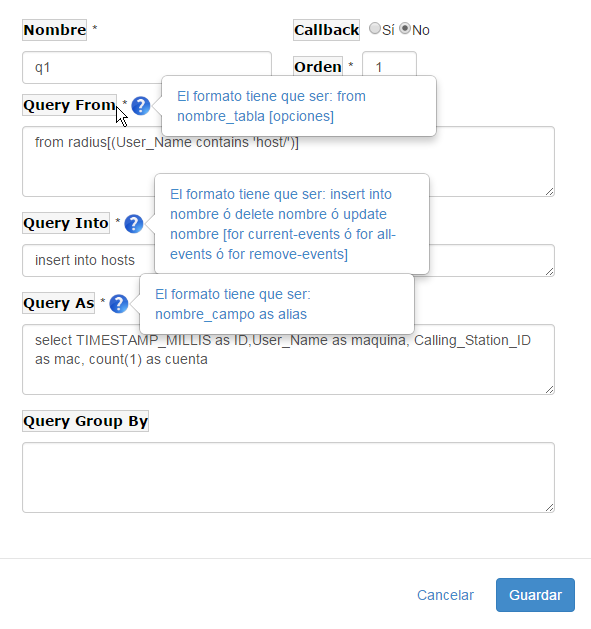 Nombre * Callback Sí No
q1 Orden * 1
Query From * ?
El formato tiene que ser: from
nombre_tabla [opciones]
from radius[(User_Name contains 'host/')]
El formato tiene que ser: insert into
nombre ó delete nombre ó update
nombre [for current-events ó for all-
events ó for remove-events]
Query Into * ?
insert into hosts
El formato tiene que ser:
nombre_campo as alias
Query As * ?
select TIMESTAMP_MILLIS as ID,User_Name as maquina, Calling_Station_ID
as mac, count(1) as cuenta
Query Group By
Cancelar Guardar